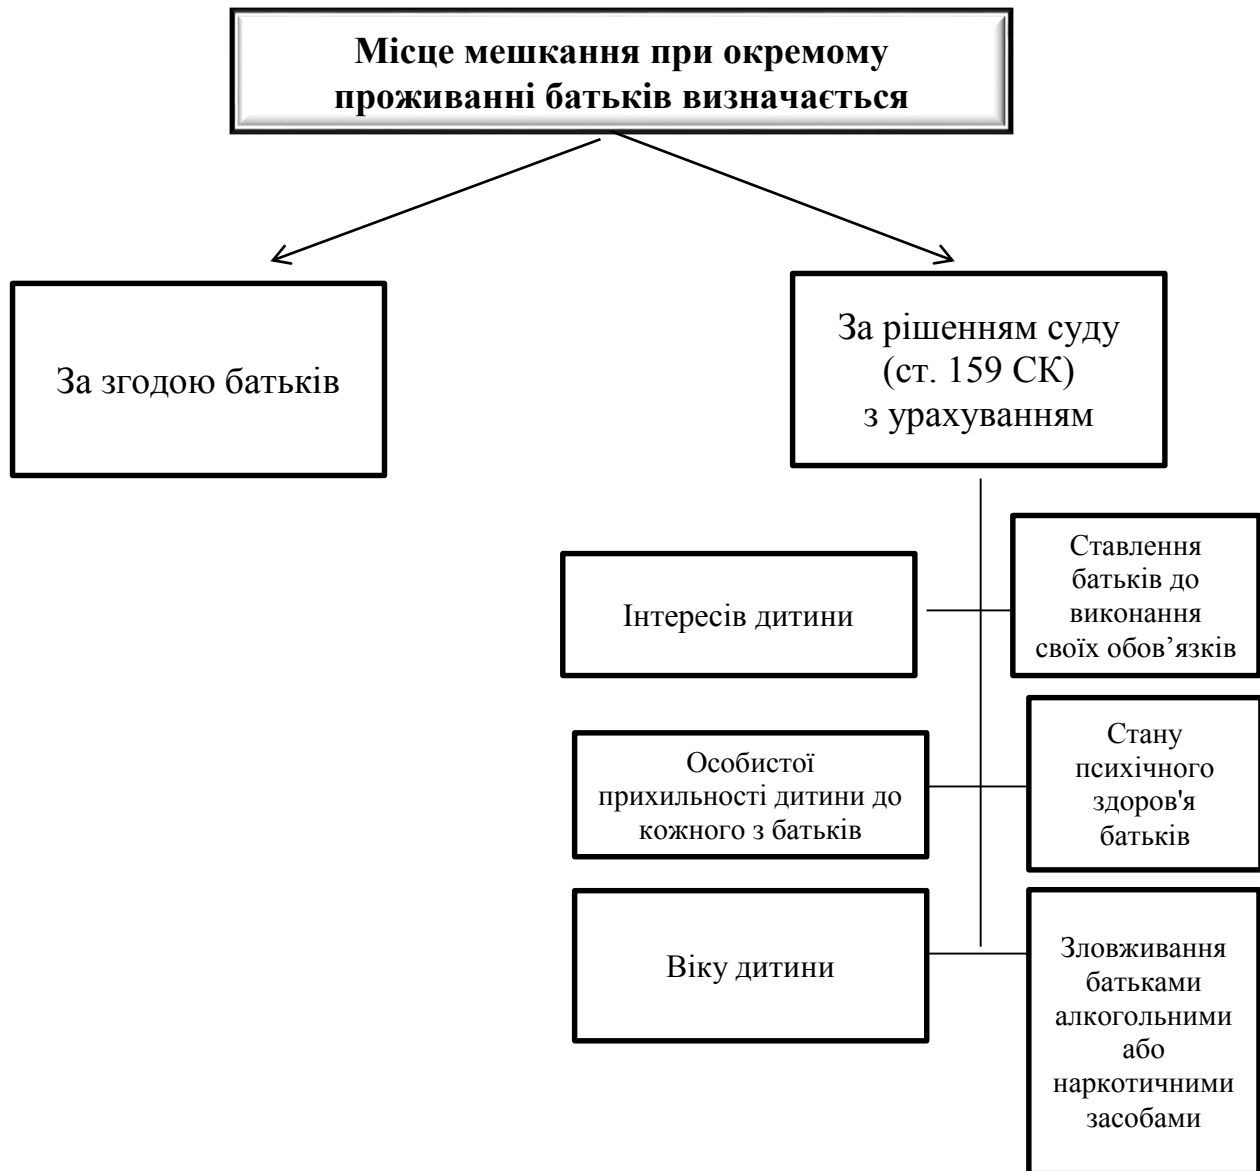 Місце мешкання при окремому
проживанні батьків визначається
За згодою батьків
За рішенням суду
(ст. 159 СК)
з урахуванням
Інтересів дитини
Ставлення
батьків до
виконання
своїх обов’язків
Особистої
прихильності дитини до
кожного з батьків
Стану
психічного
здоров'я
батьків
Віку дитини
Зловживання
батьками
алкогольними
або
наркотичними
засобами